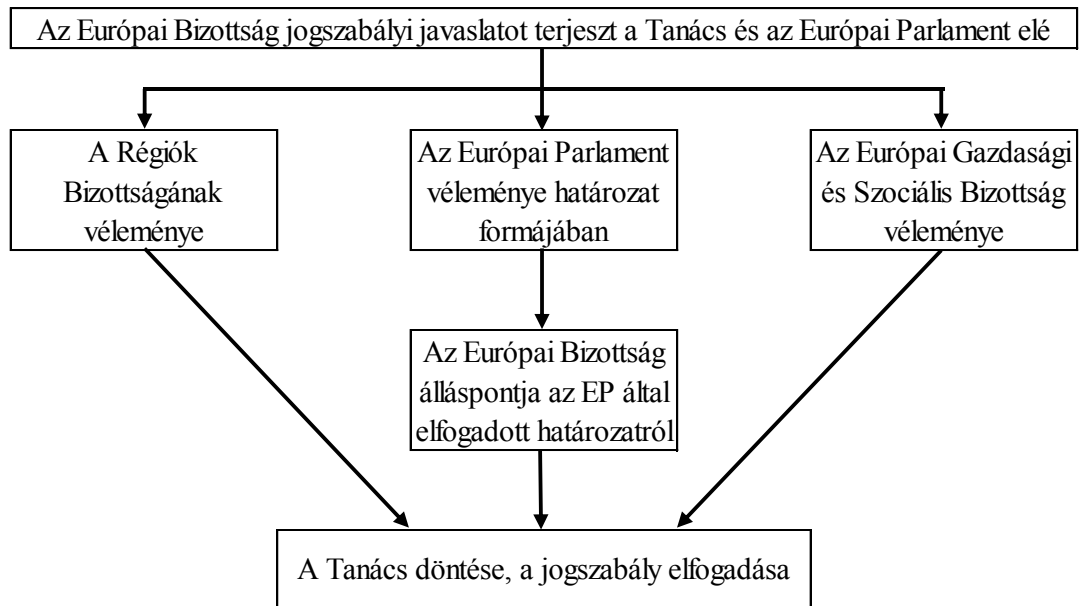 Az Európai Bizottság jogszabályi javaslatot terjeszt a Tanács és az Európai Parlament elé
A Régiók
Bizottságának
véleménye
Az Európai Parlament
véleménye határozat
formájában
Az Európai Gazdasági
és Szociális Bizottság
véleménye
Az Európai Bizottság
álláspontja az EP által
elfogadott határozatról
A Tanács döntése, a jogszabály elfogadása